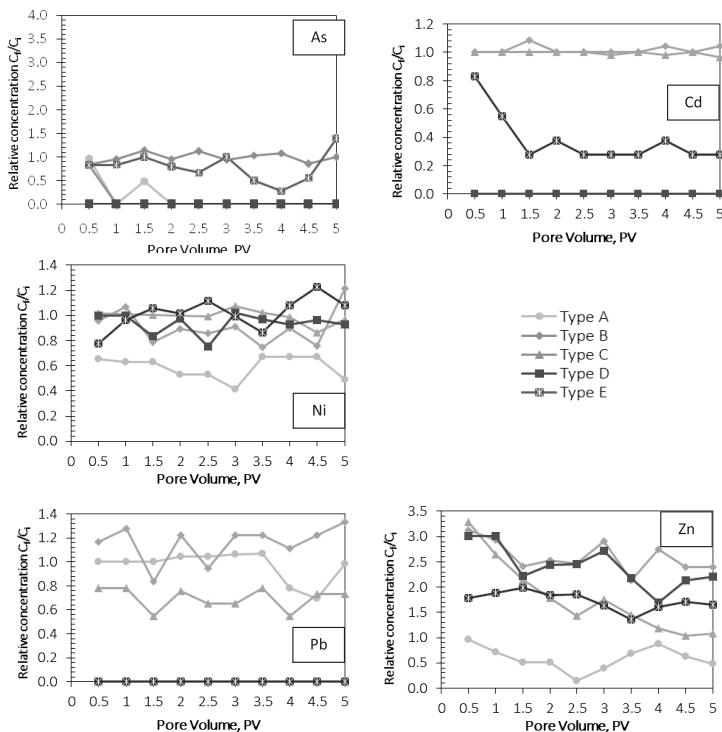 As
Relative concentration Cf/Ci
4.0
3.5
3.0
2.5
2.0
1.5
1.0
0.5
0.0
0 0.5 1 1.5 2 2.5 3 3.5 4 4.5 5
Pore Volume, PV
Cd
Relative concentration Cf/Ci
1.2
1.0
0.8
0.6
0.4
0.2
0.0
0 0.5 1 1.5 2 2.5 3 3.5 4 4.5 5
Pore Volume, PV
Ni
Relative concentration Cf/Ci
1.4
1.2
1.0
0.8
0.6
0.4
0.2
0.0
0 0.5 1 1.5 2 2.5 3 3.5 4 4.5 5
Pore Volume, PV
Type A
Type B
Type C
Type D
Type E
Pb
Relative concentration Cf/Ci
1.4
1.2
1.0
0.8
0.6
0.4
0.2
0.0
0 0.5 1 1.5 2 2.5 3 3.5 4 4.5 5
Pore Volume, PV
Zn
Relative concentration Cf/Ci
3.5
3.0
2.5
2.0
1.5
1.0
0.5
0.0
0 0.5 1 1.5 2 2.5 3 3.5 4 4.5 5
Pore Volume, PV